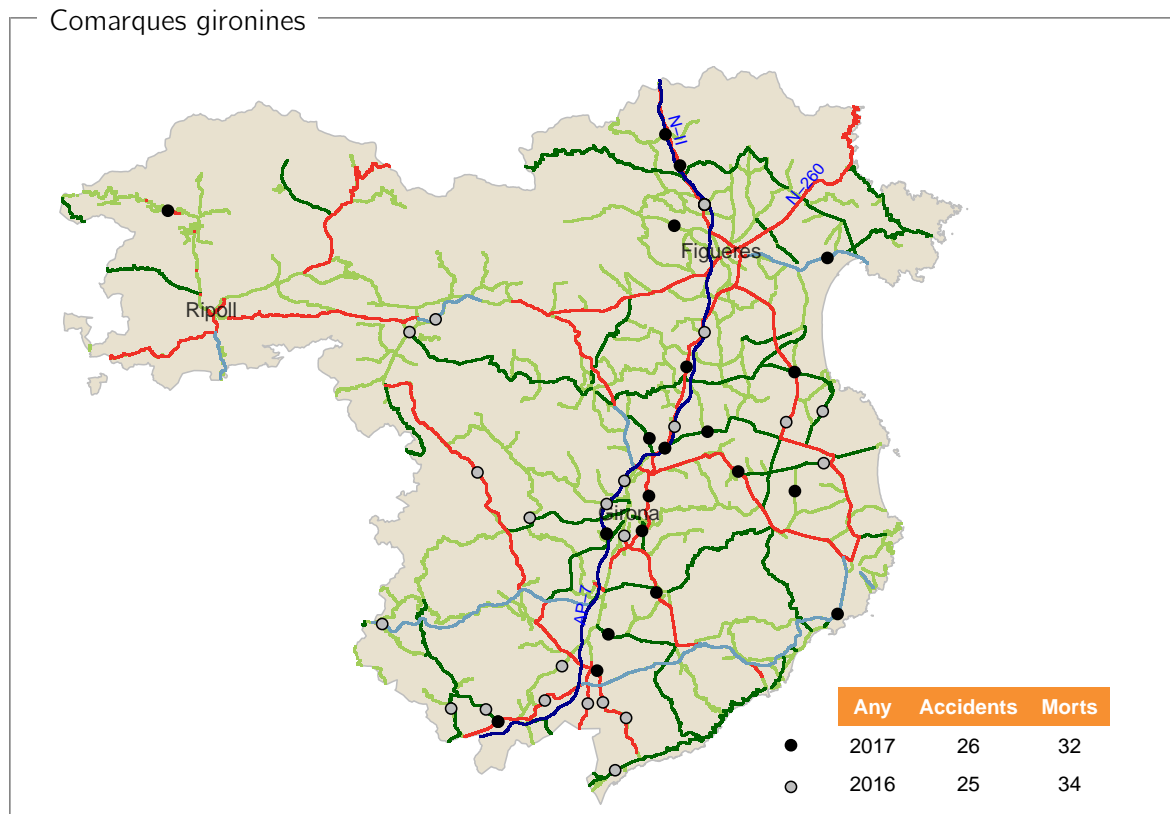 Comarques gironines
N–II
N–260
Figueres
Ripoll
Girona
AP–7
Any Accidents Morts
2017 26 32
2016 25 34